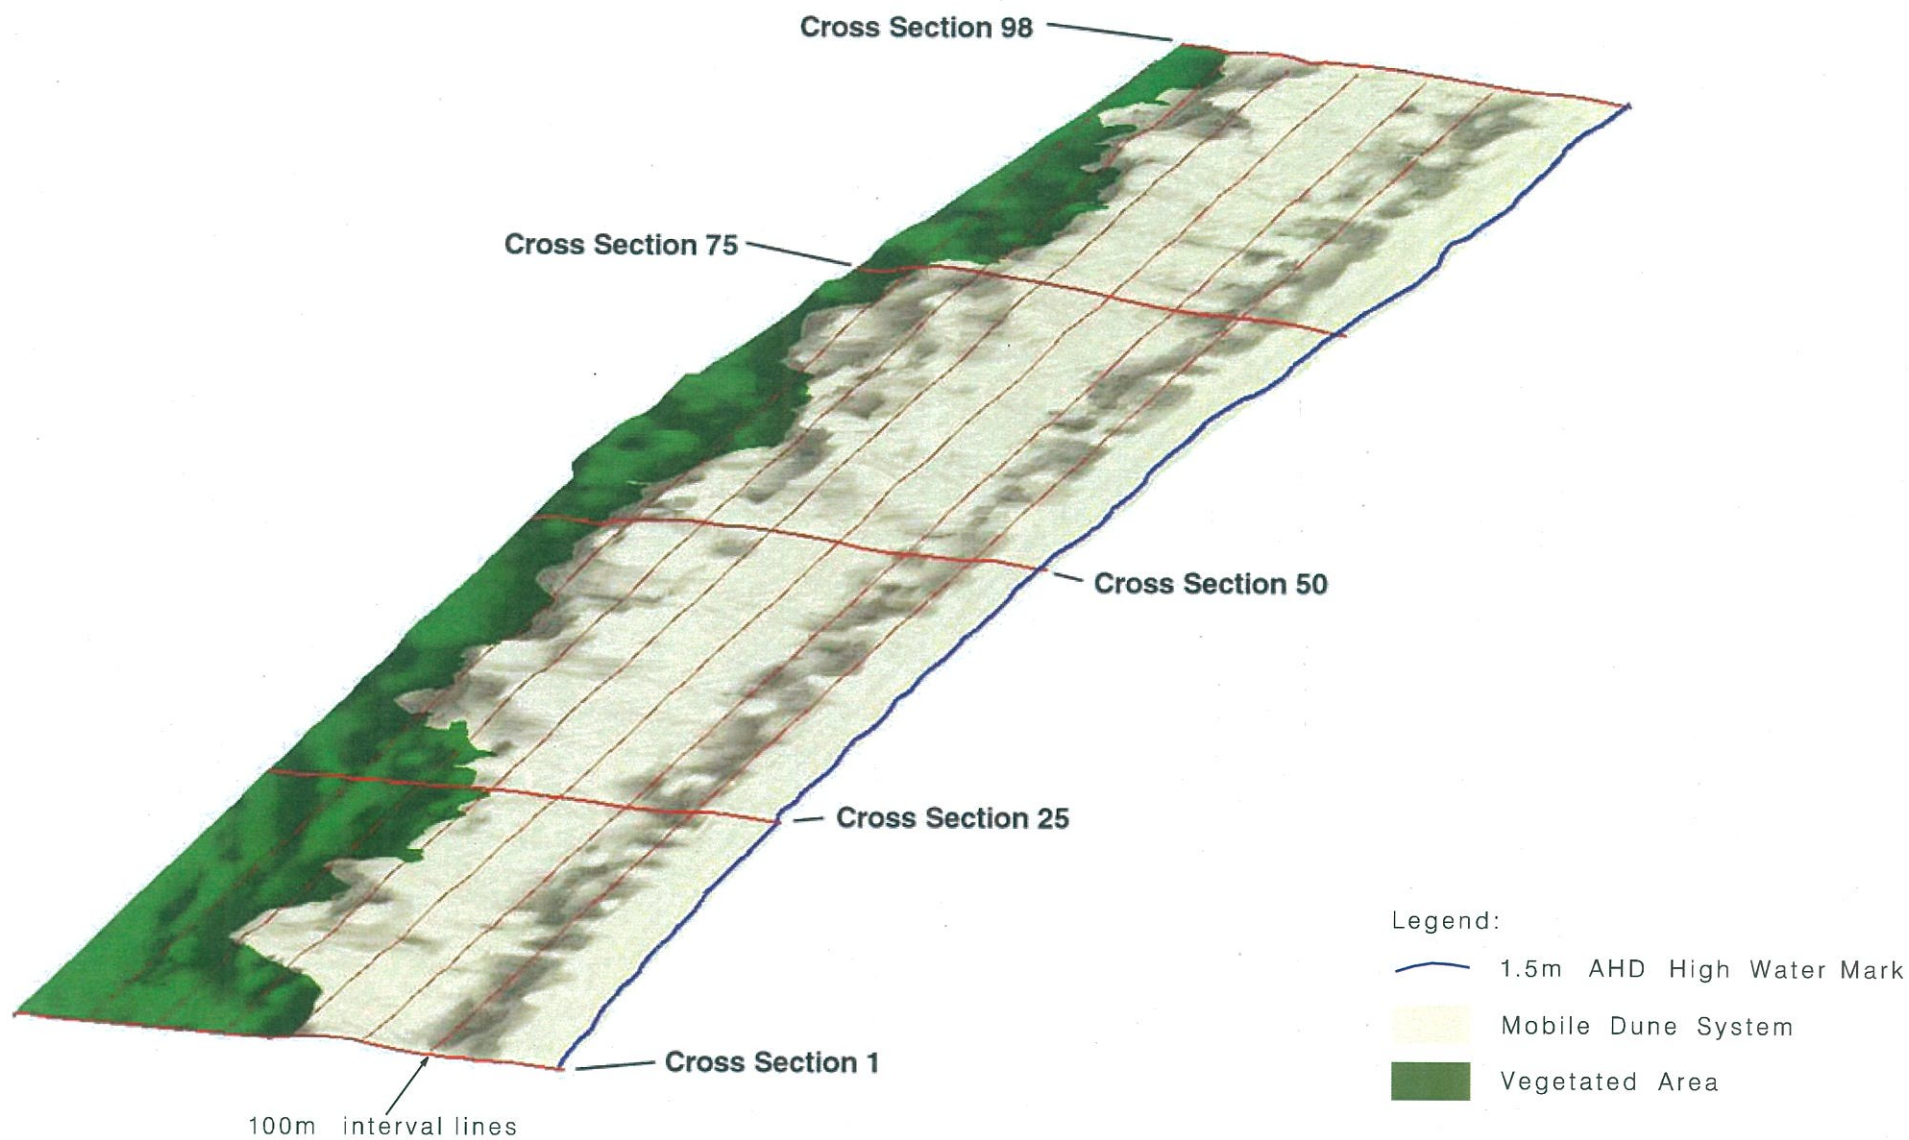 Cross Section 98
Cross Section 75
Cross Section 50
Cross Section 25
Cross Section 1
100m interval lines
Legend:
1.5m AHD High Water Mark
Mobile Dune System
Vegetated Area